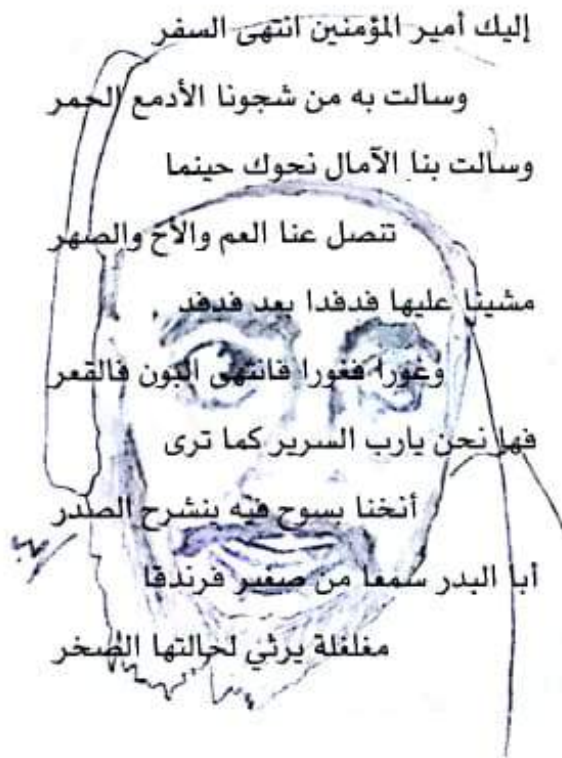 إليك أمير المؤمنين انتهى السفر
وسالت به من شجونا الأدمع الحمر
وسالت بنا الآمال نحوك حينما
تنصل عنا العم والأخ والصهر
مشينا عليها فدفدا بعد فدفد
وغورا فغورا فانتهى البون فالقعر
فها نحن يارب السرير كما ترى
أنخنا بسوح فيه ينشرح الصدر
أبا البدر سمعا من صغير فرندقا
مغلغلة يرثي لحالتها الصخر